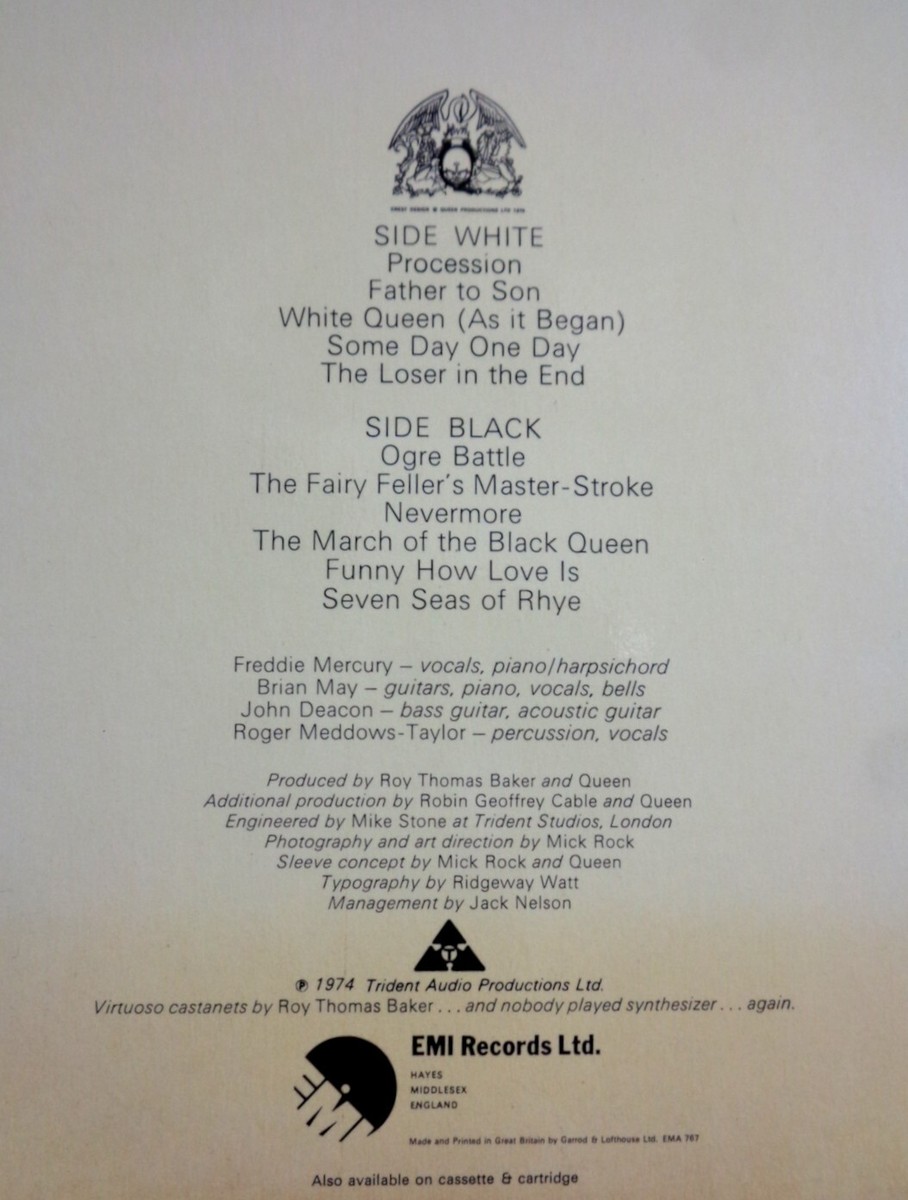 SIDE WHITE
Procession
Father to Son
White Queen (As it Began)
Some Day One Day
The Loser in the End
SIDE BLACK
Ogre Battle
The Fairy Feller's Master-Stroke
Nevermore
The March of the Black Queen
Funny How Love Is
Seven Seas of Rhye
Freddie Mercury – vocals, piano/harpsichord
Brian May – guitars, piano, vocals, bells
John Deacon – bass guitar, acoustic guitar
Roger Meddows-Taylor – percussion, vocals
Produced by Roy Thomas Baker and Queen
Additional production by Robin Geoffrey Cable and Queen
Engineered by Mike Stone at Trident Studios, London
Photography and art direction by Mick Rock
Sleeve concept by Mick Rock and Queen
Typography by Ridgeway Watt
Management by Jack Nelson
℗ 1974 Trident Audio Productions Ltd.
Virtuoso castanets by Roy Thomas Baker . . . and nobody played synthesizer . . . again.
EMI Records Ltd.
HAYES
MIDDLESEX
ENGLAND
Made and Printed in Great Britain by Garrod & Lofthouse Ltd. EMA 767
Also available on cassette & cartridge